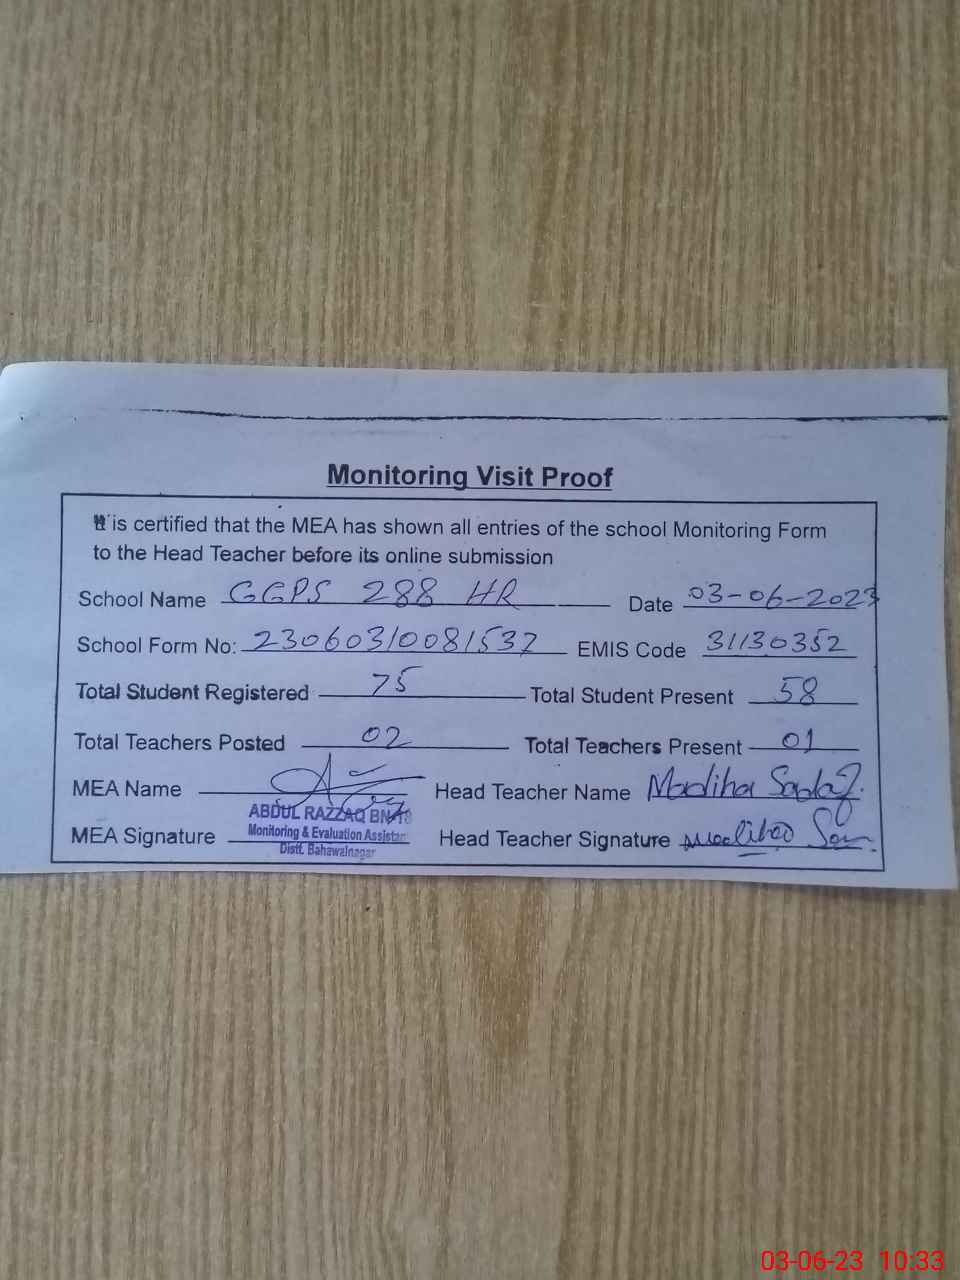 Monitoring Visit Proof
It is certified that the MEA has shown all entries of the school Monitoring Form
to the Head Teacher before its online submission
School Name GGPS 288 HR Date 03-06-2023
School Form No: 23060310081537 EMIS Code 31130352
Total Student Registered 75 Total Student Present 58
Total Teachers Posted 02 Total Teachers Present 01
MEA Name Head Teacher Name Madiha Sadaf
ABDUL RAZZAQ
MEA Signature Monitoring & Evaluation Assistan Head Teacher Signature
Distt. Bahawalnagar
03-06-23 10:33